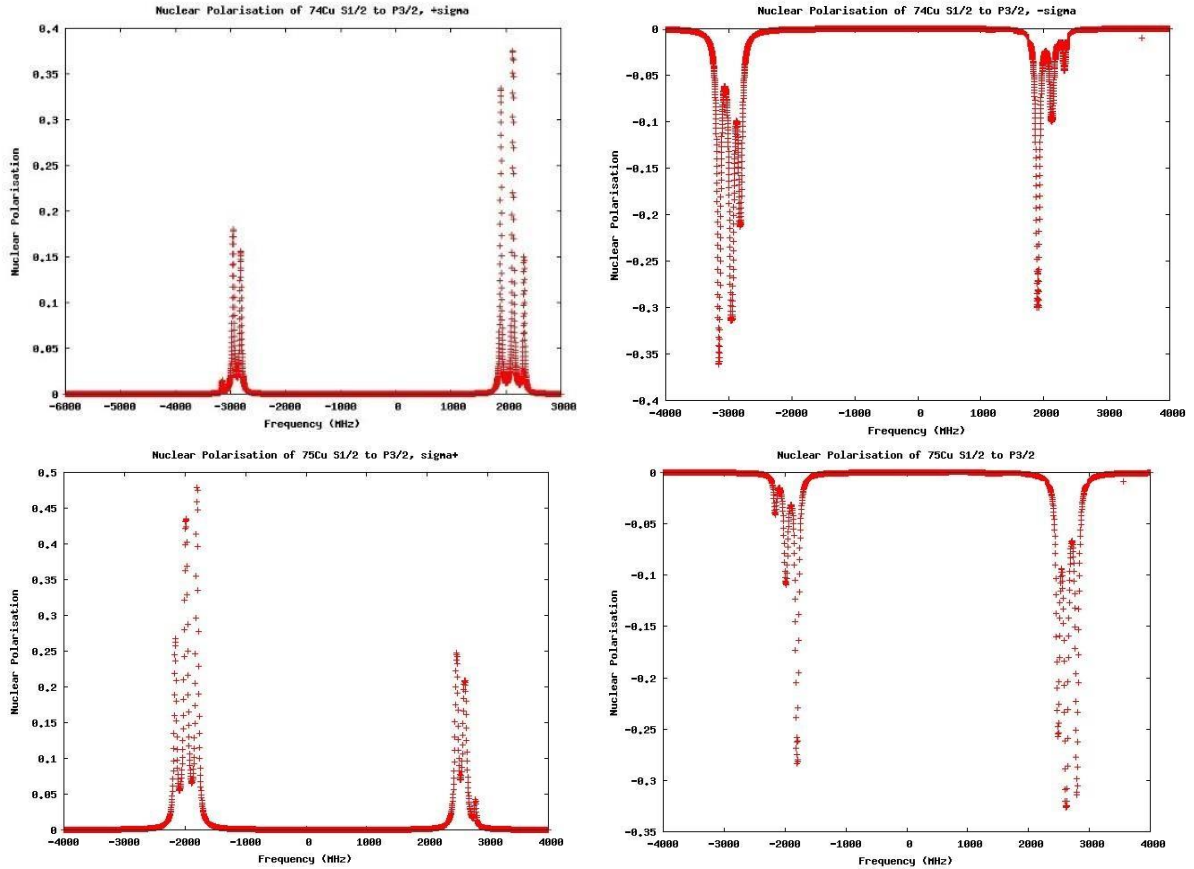 Nuclear Polarisation of 74Cu S1/2 to P3/2, +sigma
Nuclear Polarisation
0.4
0.35
0.3
0.25
0.2
0.15
0.1
0.05
0
-6000 -5000 -4000 -3000 -2000 -1000 0 1000 2000 3000
Frequency (MHz)
Nuclear Polarisation of 74Cu S1/2 to P3/2, -sigma
Nuclear Polarisation
0
-0.05
-0.1
-0.15
-0.2
-0.25
-0.3
-0.35
-0.4
-4000 -3000 -2000 -1000 0 1000 2000 3000 4000
Frequency (MHz)
Nuclear Polarisation of 75Cu S1/2 to P3/2, sigma+
Nuclear Polarisation
0.5
0.45
0.4
0.35
0.3
0.25
0.2
0.15
0.1
0.05
0
-4000 -3000 -2000 -1000 0 1000 2000 3000 4000
Frequency (MHz)
Nuclear Polarisation of 75Cu S1/2 to P3/2
Nuclear Polarisation
0
-0.05
-0.1
-0.15
-0.2
-0.25
-0.3
-0.35
-4000 -3000 -2000 -1000 0 1000 2000 3000 4000
Frequency (MHz)